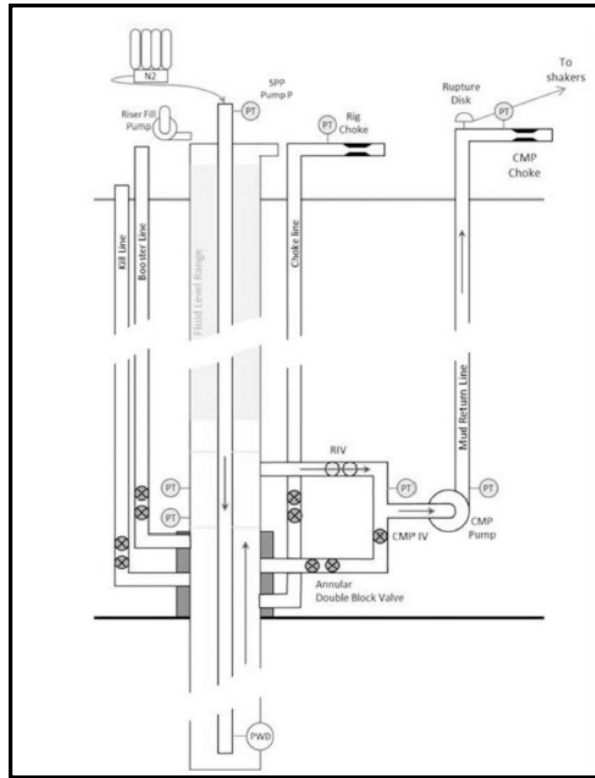 N2
SPP
Pump P
PT
Riser Fill
Pump
PT
Rig
Choke
Rupture
Disk
PT
To
shakers
CMP
Choke
Kill Line
Booster Line
Fluid Level Range
Choke line
Mud Return Line
RIV
PT
PT
PT
PT
CMP IV
CMP
Pump
Annular
Double Block Valve
PWD